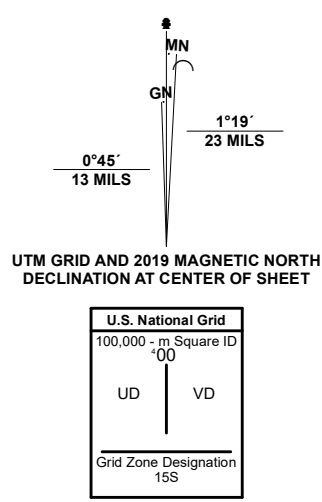 MN
GN
1°19´
23 MILS
0°45´
13 MILS
UTM GRID AND 2019 MAGNETIC NORTH
DECLINATION AT CENTER OF SHEET
U.S. National Grid
100,000 - m Square ID
⁴00
UD VD
Grid Zone Designation
15S